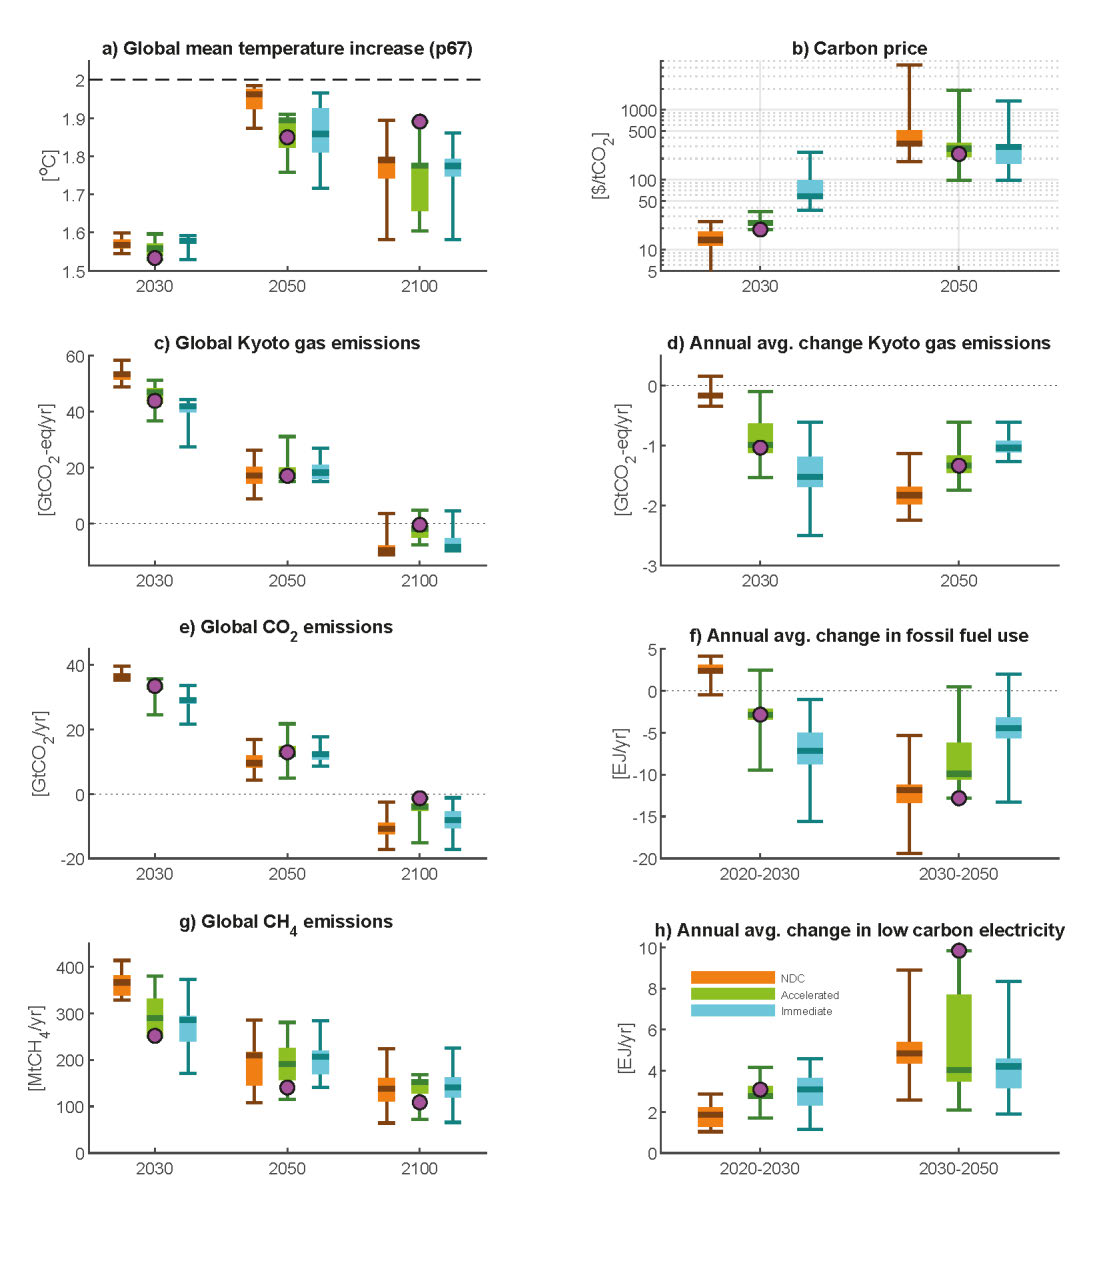 a) Global mean temperature increase (p67)
[°C]
2
1.9
1.8
1.7
1.6
1.5
2030 2050 2100
b) Carbon price
[$/tCO2]
1000
500
100
50
10
5
2030 2050
c) Global Kyoto gas emissions
[GtCO2-eq/yr]
60
40
20
0
2030 2050 2100
d) Annual avg. change Kyoto gas emissions
[GtCO2-eq/yr]
0
-1
-2
-3
2030 2050
e) Global CO2 emissions
[GtCO2/yr]
40
20
0
-20
2030 2050 2100
f) Annual avg. change in fossil fuel use
[EJ/yr]
5
0
-5
-10
-15
-20
2020-2030 2030-2050
g) Global CH4 emissions
[MtCH4/yr]
400
300
200
100
0
2030 2050 2100
h) Annual avg. change in low carbon electricity
[EJ/yr]
10
8
6
4
2
0
NDC
Accelerated
Immediate
2020-2030 2030-2050